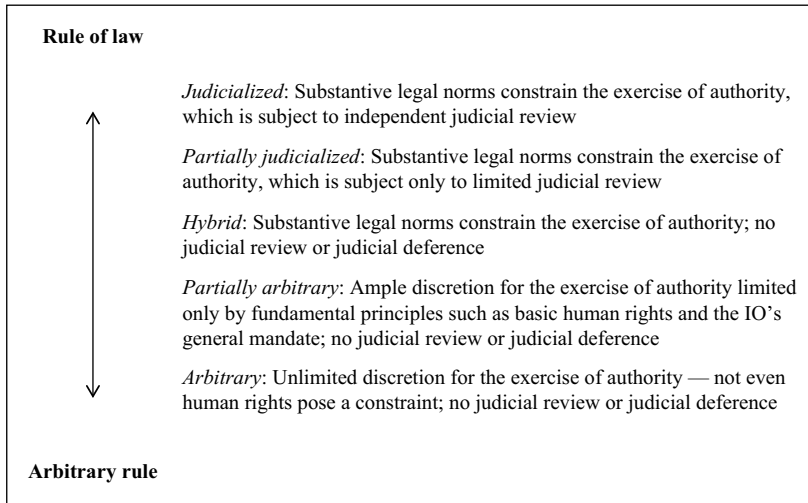 Rule of law
Judicialized: Substantive legal norms constrain the exercise of authority,
which is subject to independent judicial review
Partially judicialized: Substantive legal norms constrain the exercise of
authority, which is subject only to limited judicial review
Hybrid: Substantive legal norms constrain the exercise of authority; no
judicial review or judicial deference
Partially arbitrary: Ample discretion for the exercise of authority limited
only by fundamental principles such as basic human rights and the IO’s
general mandate; no judicial review or judicial deference
Arbitrary: Unlimited discretion for the exercise of authority — not even
human rights pose a constraint; no judicial review or judicial deference
Arbitrary rule